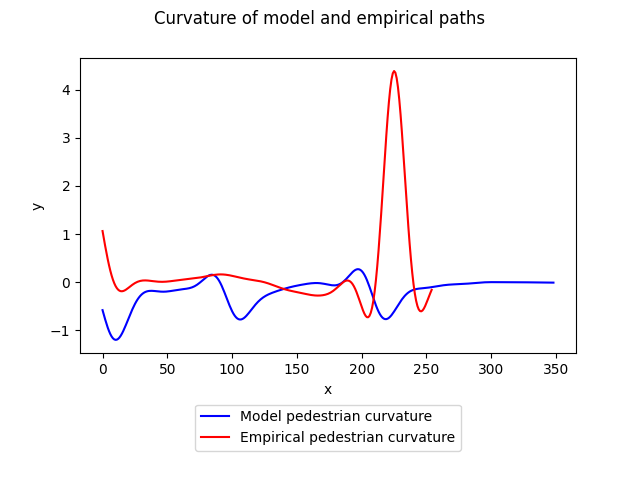 Curvature of model and empirical paths
4
3
2
1
0
−1
y
0 50 100 150 200 250 300 350
x
Model pedestrian curvature
Empirical pedestrian curvature